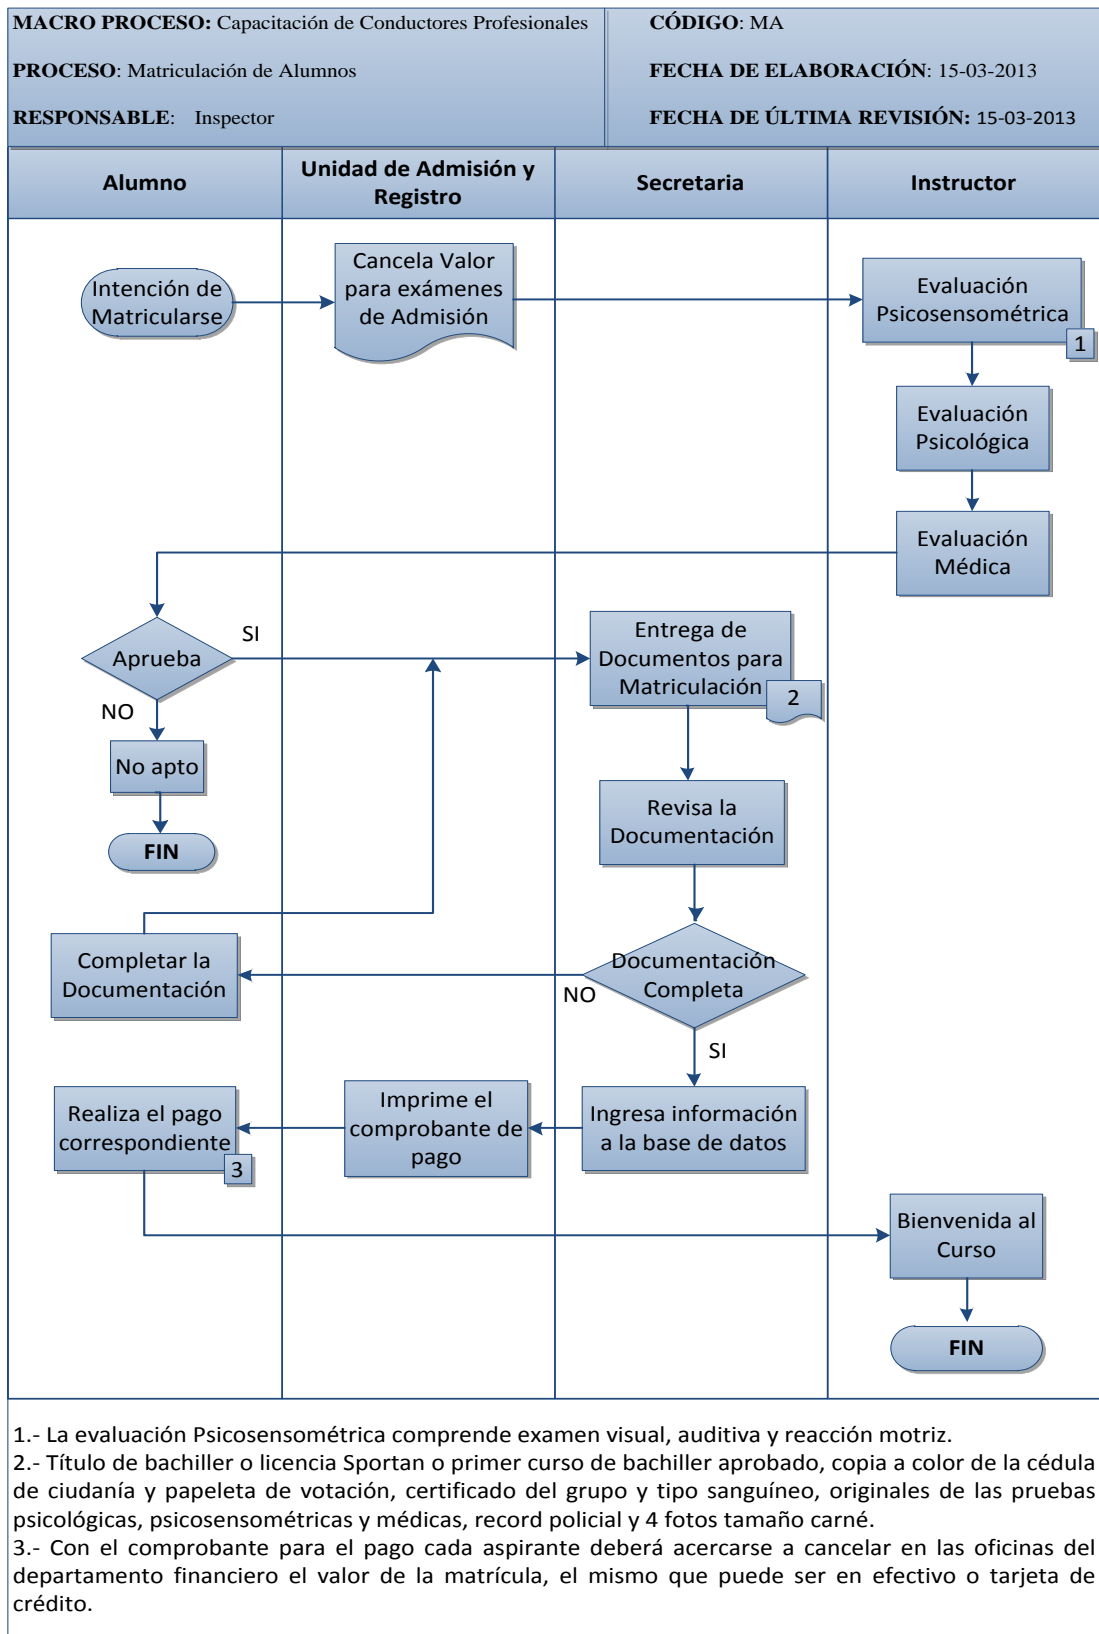 MACRO PROCESO: Capacitación de Conductores Profesionales
CÓDIGO: MA
PROCESO: Matriculación de Alumnos
FECHA DE ELABORACIÓN: 15-03-2013
RESPONSABLE: Inspector
FECHA DE ÚLTIMA REVISIÓN: 15-03-2013
Alumno
Unidad de Admisión y
Registro
Secretaria
Instructor
Intención de
Matricularse
Cancela Valor
para exámenes
de Admisión
Evaluación
Psicosensométrica
1
Evaluación
Psicológica
Evaluación
Médica
Aprueba
SI
NO
No apto
FIN
Entrega de
Documentos para
Matriculación
2
Revisa la
Documentación
Documentación
Completa
NO
SI
Completar la
Documentación
Ingresa información
a la base de datos
Imprime el
comprobante de
pago
Realiza el pago
correspondiente
3
Bienvenida al
Curso
FIN
1.- La evaluación Psicosensométrica comprende examen visual, auditiva y reacción motriz.
2.- Título de bachiller o licencia Sportan o primer curso de bachiller aprobado, copia a color de la cédula
de ciudanía y papeleta de votación, certificado del grupo y tipo sanguíneo, originales de las pruebas
psicológicas, psicosensométricas y médicas, record policial y 4 fotos tamaño carné.
3.- Con el comprobante para el pago cada aspirante deberá acercarse a cancelar en las oficinas del
departamento financiero el valor de la matrícula, el mismo que puede ser en efectivo o tarjeta de
crédito.